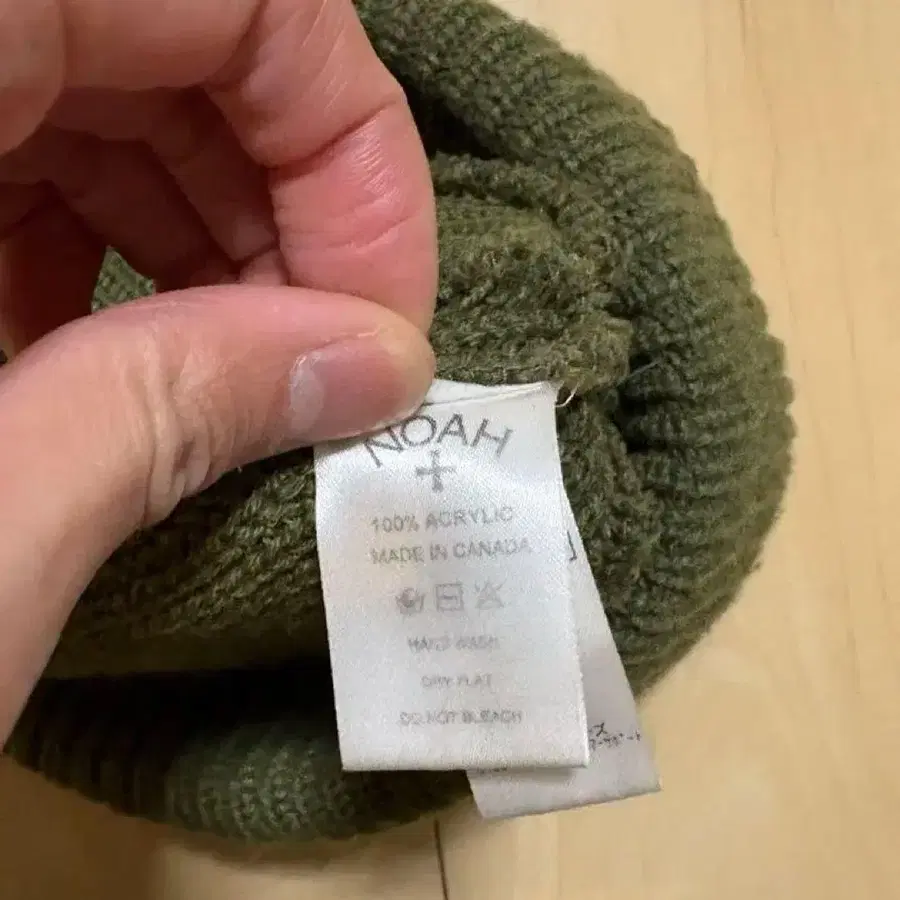 NOAH
100% ACRYLIC
MADE IN CANADA
HAND WASH
DRY FLAT
DO NOT BLEACH